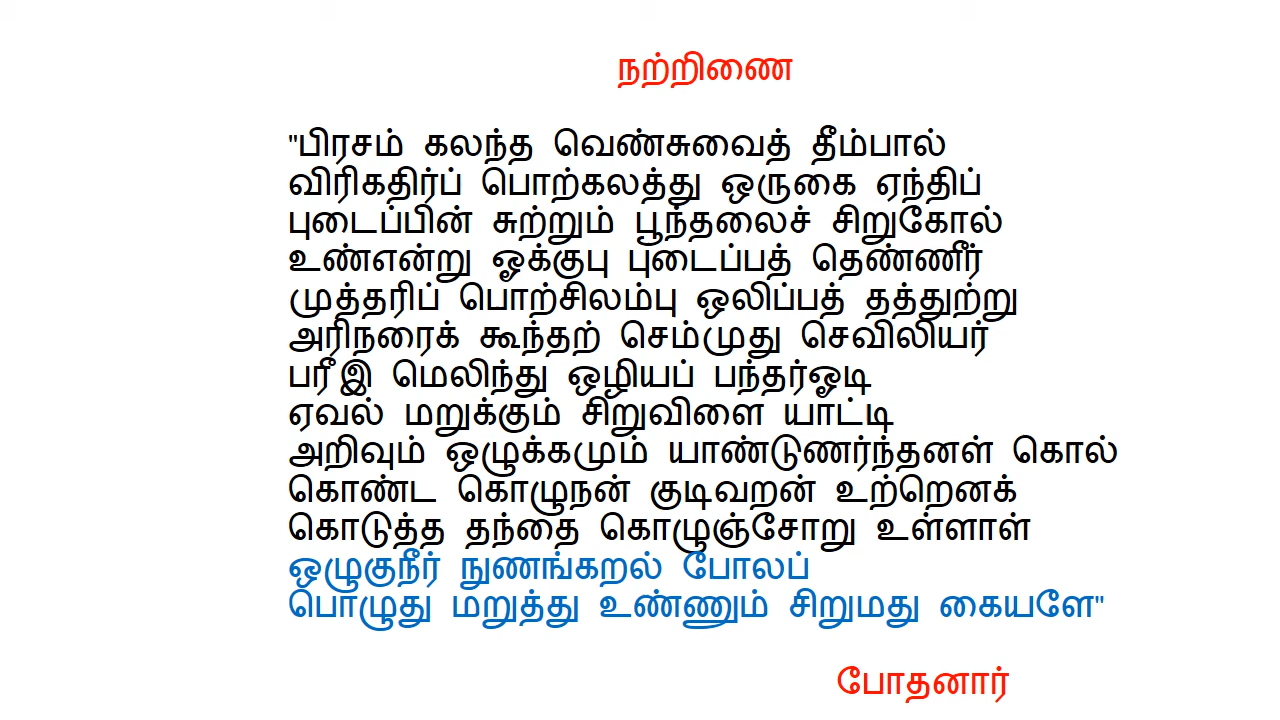 நற்றிணை
"பிரசம் கலந்த வெண்சுவைத் தீம்பால்
விரிகதிர்ப் பொற்கலத்து ஒருகை ஏந்திப்
புடைப்பின் சுற்றும் பூந்தலைச் சிறுகோல்
உண்என்று ஓக்குபு புடைப்பத் தெண்ணீர்
முத்தரிப் பொற்சிலம்பு ஒலிப்பத் தத்துற்று
அரிநரைக் கூந்தற் செம்முது செவிலியர்
பரீஇ மெலிந்து ஒழியப் பந்தர்ஓடி
ஏவல் மறுக்கும் சிறுவிளை யாட்டி
அறிவும் ஒழுக்கமும் யாண்டுணர்ந்தனள் கொல்
கொண்ட கொழுநன் குடிவறன் உற்றெனக்
கொடுத்த தந்தை கொழுஞ்சோறு உள்ளாள்
ஒழுகுநீர் நுணங்கறல் போலப்
பொழுது மறுத்து உண்ணும் சிறுமது கையளே"
போதனார்